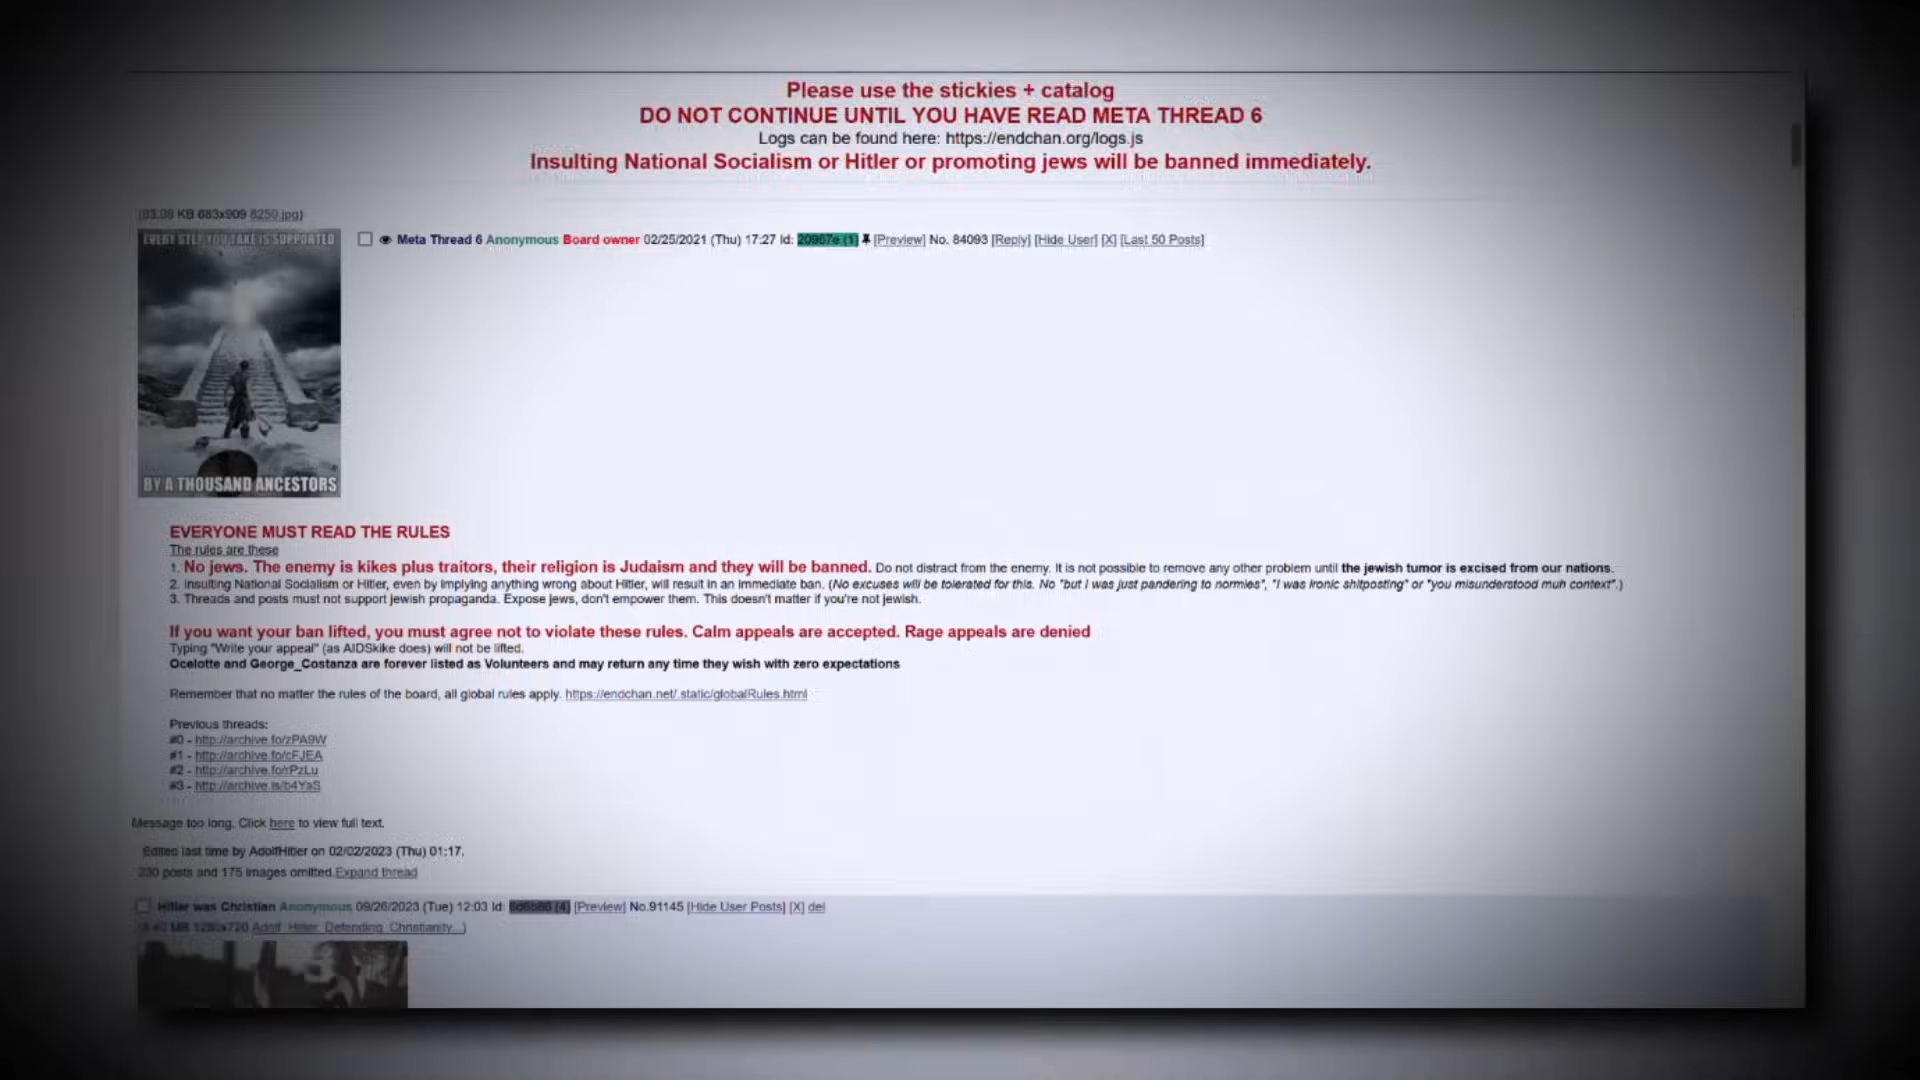 Please use the stickies + catalog
DO NOT CONTINUE UNTIL YOU HAVE READ META THREAD 6
Logs can be found here: https://endchan.org/logs.js
Insulting National Socialism or Hitler or promoting jews will be banned immediately.
(93.08 KB 683x909 8250.jpg)
EVERY STEP YOU TAKE IS SUPPORTED
Meta Thread 6 Anonymous Board owner 02/25/2021 (Thu) 17:27 Id: 20967e (1) [Preview] No. 84093 [Reply] [Hide User] [X] [Last 50 Posts]
BY A THOUSAND ANCESTORS
EVERYONE MUST READ THE RULES
The rules are these
1. No jews. The enemy is kikes plus traitors, their religion is Judaism and they will be banned. Do not distract from the enemy. It is not possible to remove any other problem until the jewish tumor is excised from our nations.
2. Insulting National Socialism or Hitler, even by implying anything wrong about Hitler, will result in an immediate ban. (No excuses will be tolerated for this. No "but I was just pandering to normies", "I was ironic shitposting" or "you misunderstood muh context".)
3. Threads and posts must not support jewish propaganda. Expose jews, don't empower them. This doesn't matter if you're not jewish.
If you want your ban lifted, you must agree not to violate these rules. Calm appeals are accepted. Rage appeals are denied
Typing "Write your appeal" (as AIDSkike does) will not be lifted.
Ocelotte and George_Costanza are forever listed as Volunteers and may return any time they wish with zero expectations
Remember that no matter the rules of the board, all global rules apply. https://endchan.net/.static/globalRules.html
Previous threads:
#0 - http://archive.fo/zPA9W
#1 - http://archive.fo/cFJEA
#2 - http://archive.fo/rPzLu
#3 - http://archive.is/b4YaS
Message too long. Click here to view full text.
Edited last time by AdolfHitler on 02/02/2023 (Thu) 01:17.
230 posts and 175 images omitted. Expand thread
Hitler was Christian Anonymous 09/26/2023 (Tue) 12:03 Id: [Preview] No.91145 [Hide User Posts] [X] del
MB 1280x720 Adolf_Hitler_Defending_Christianity...)